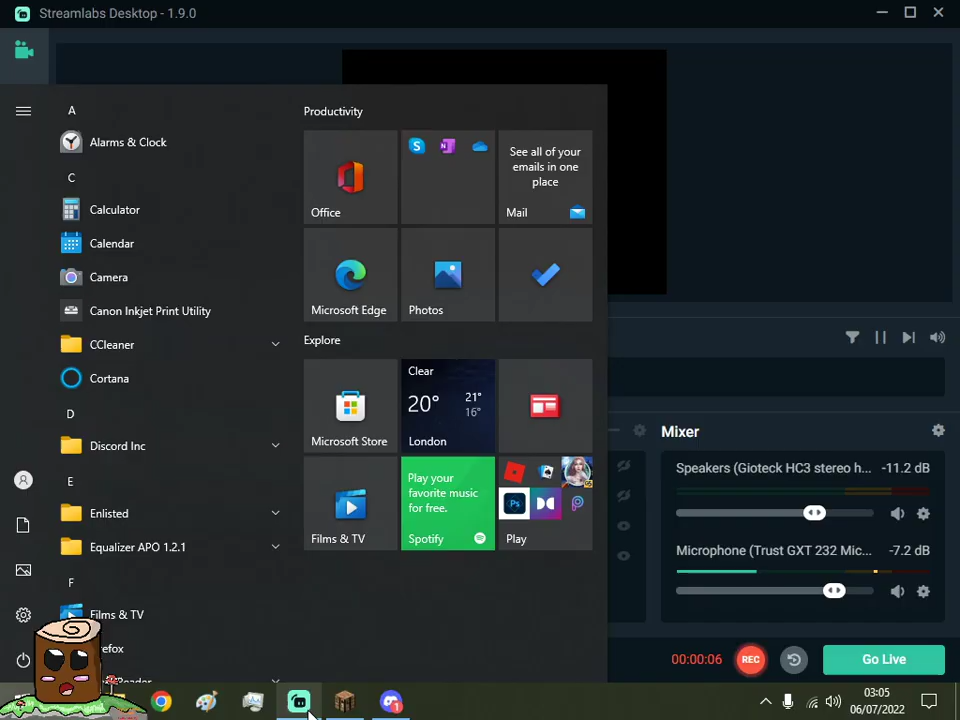 Streamlabs Desktop - 1.9.0
A
Alarms & Clock
C
Calculator
Calendar
Camera
Canon Inkjet Print Utility
CCleaner
Cortana
D
Discord Inc
E
Enlisted
Equalizer APO 1.2.1
F
Films & TV
refox
Productivity
Office
See all of your
emails in one
place
Mail
Microsoft Edge
Photos
Explore
Microsoft Store
Clear
20°
21°
16°
London
Films & TV
Play your
favorite music
for free.
Spotify
Ps
Play
Mixer
Speakers (Gioteck HC3 stereo h...
-11.2 dB
Microphone (Trust GXT 232 Mic...
-7.2 dB
00:00:06
REC
Go Live
1
03:05
06/07/2022